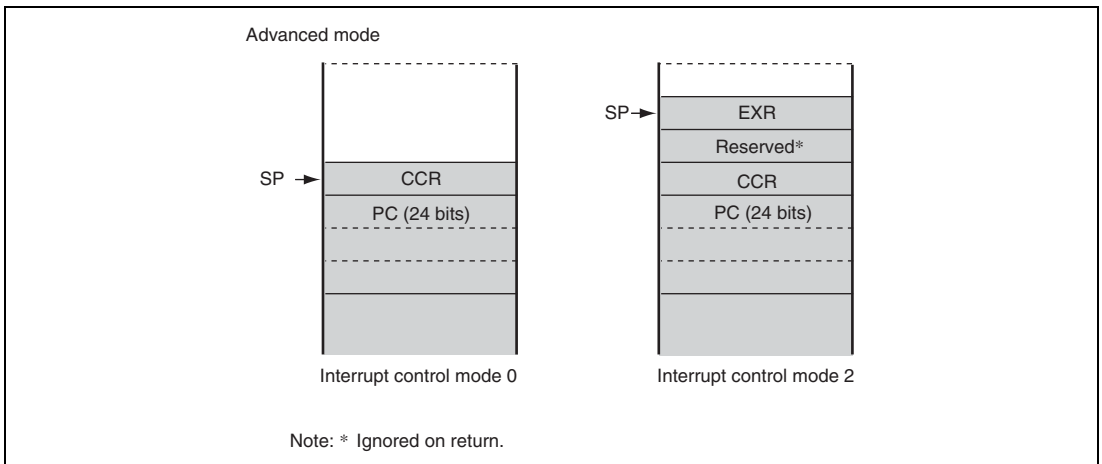 Advanced mode
SP
CCR
PC (24 bits)
Interrupt control mode 0
SP
EXR
Reserved*
CCR
PC (24 bits)
Interrupt control mode 2
Note: * Ignored on return.